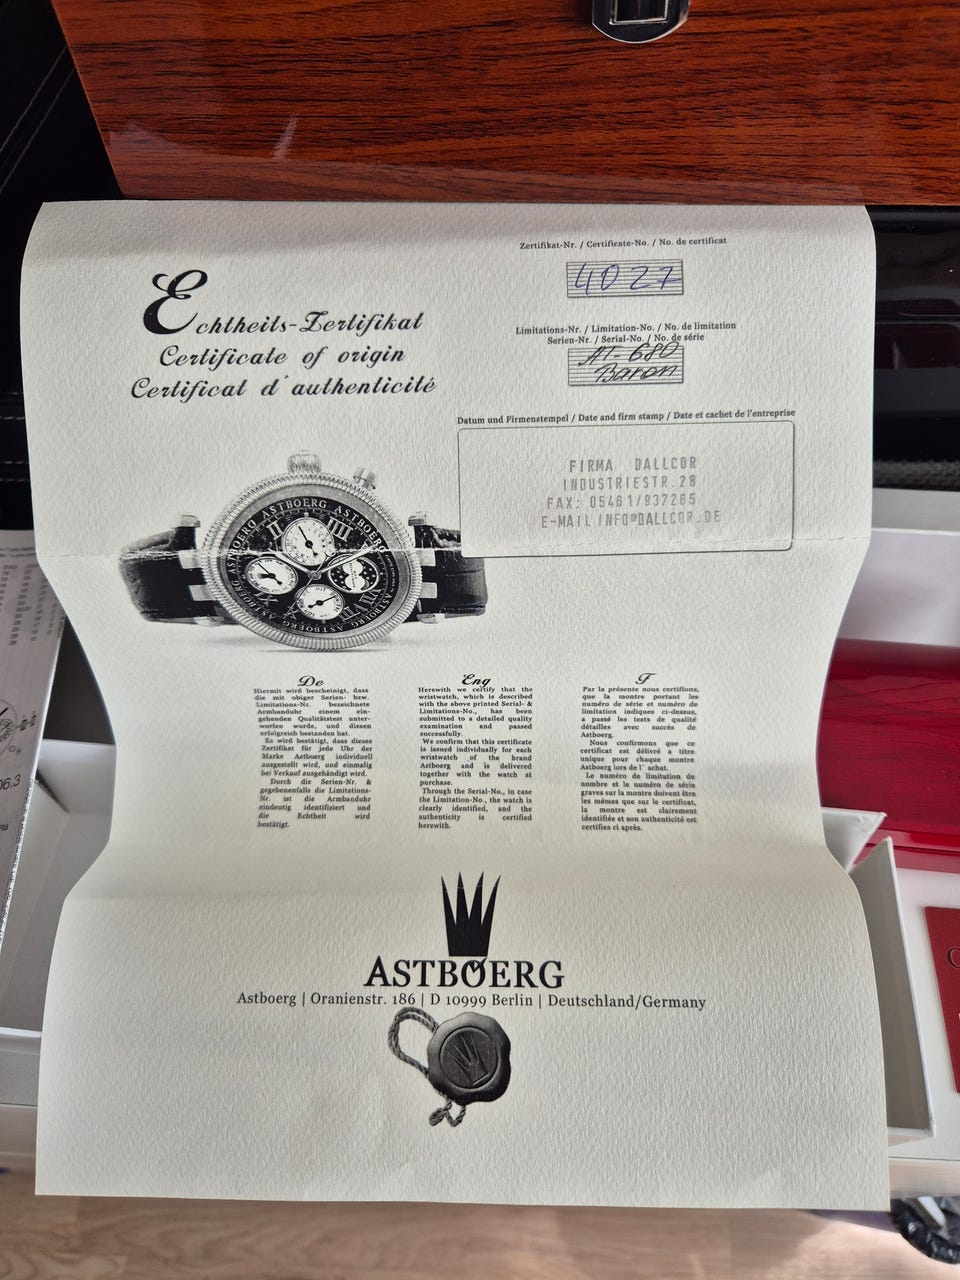 Echtheits-Zertifikat
Certificate of origin
Certificat d'authenticité
Zertifikat-Nr. / Certificate-No. / No. de certificat
4027
Limitations-Nr. / Limitation-No. / No. de limitation
Serien-Nr. / Serial-No. / No. de série
AT-680
Baron
Datum und Firmenstempel / Date and firm stamp / Date et cachet de l'entreprise
FIRMA DALLCOR
INDUSTRIESTR.28
FAX: 05461/937265
E-MAIL INFO@DALLCOR.DE
ASTBOERG ASTBOERG
De
Hiermit wird bescheinigt, dass
die mit obiger Serien- bzw.
Limitations-Nr. bezeichnete
Armbanduhr einem ein-
gehenden Qualitätstest unter-
worfen wurde, und diesen
erfolgreich bestanden hat.
Es wird bestätigt, dass dieses
Zertifikat für jede Uhr der
Marke Astboerg individuell
ausgestellt wird, und einmalig
bei Verkauf ausgehändigt wird.
Durch die Serien-Nr. &
gegebenenfalls die Limitations-
Nr. ist die Armbanduhr
eindeutig identifiziert und
die Echtheit wird
bestätigt.
Eng
Herewith we certify that the
wristwatch, which is described
with the above printed Serial- &
Limitations-No., has been
submitted to a detailed quality
examination and passed
successfully.
We confirm that this certificate
is issued individually for each
wristwatch of the brand
Astboerg and is delivered
together with the watch at
purchase.
Through the Serial-No., in case
the Limitation-No., the watch is
clearly identified, and the
authenticity is certified
herewith.
F
Par la présente nous certifions,
que la montre portant les
numéro de série et numéro de
limitation indiques ci-dessus,
a passé les tests de qualité
détailles avec succès de
Astboerg.
Nous confirmons que ce
certificat est délivré a titre
unique pour chaque montre
Astboerg lors de l' achat.
Le numéro de limitation de
nombre et le numéro de série
graves sur la montre doivent être
les mêmes que sur le certificat,
la montre est clairement
identifiée et son authenticité est
certifies ci après.
ASTBOERG
Astboerg | Oranienstr. 186 | D 10999 Berlin | Deutschland/Germany